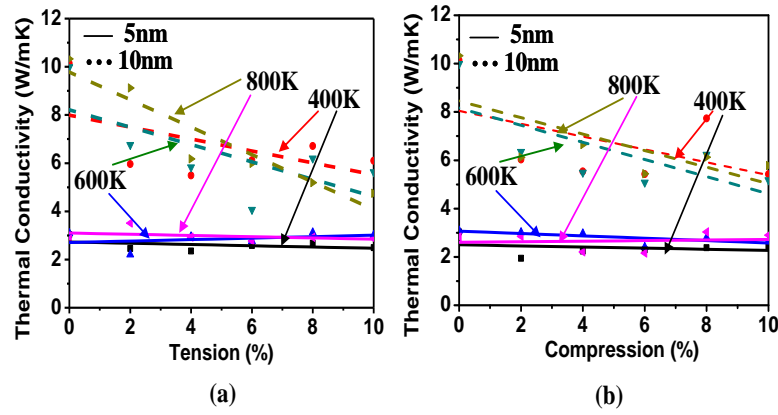 14
12
10
8
6
4
2
0
Thermal Conductivity (W/mK)
5nm
10nm
800K
400K
600K
0 2 4 6 8 10
Tension (%)
(a)
14
12
10
8
6
4
2
0
Thermal Conductivity (W/mK)
5nm
10nm
800K
400K
600K
0 2 4 6 8 10
Compression (%)
(b)